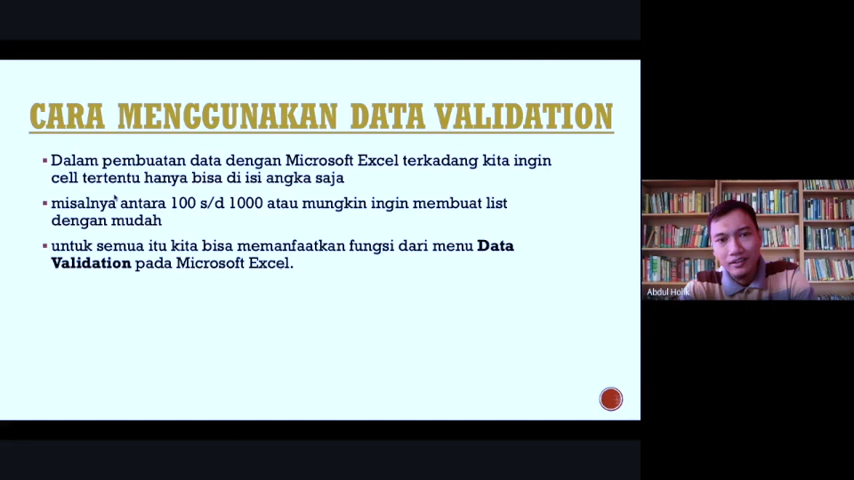 CARA MENGGUNAKAN DATA VALIDATION
▪ Dalam pembuatan data dengan Microsoft Excel terkadang kita ingin
cell tertentu hanya bisa di isi angka saja
▪ misalnya antara 100 s/d 1000 atau mungkin ingin membuat list
dengan mudah
▪ untuk semua itu kita bisa memanfaatkan fungsi dari menu Data
Validation pada Microsoft Excel.
Abdul Holik